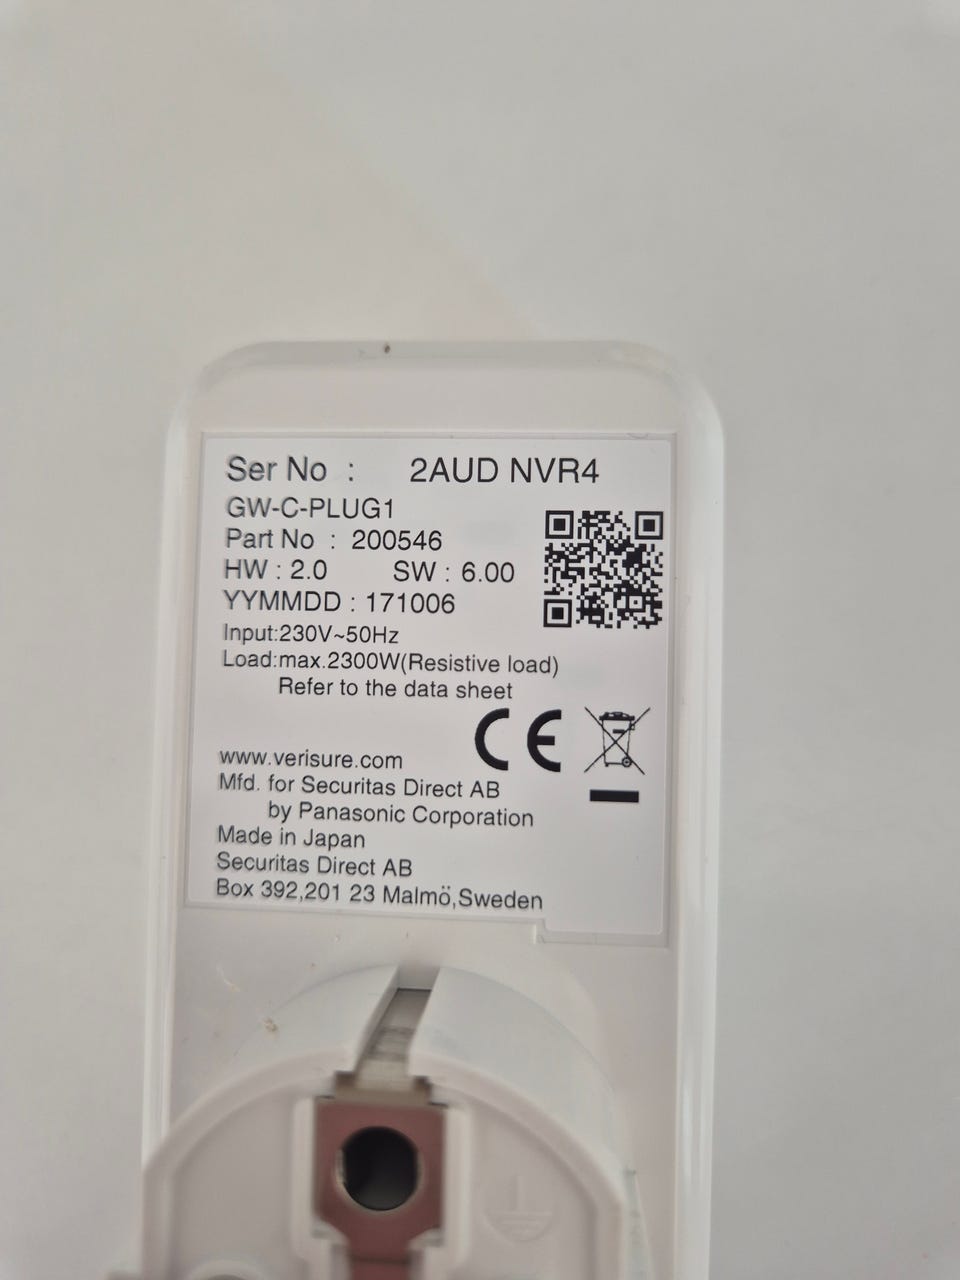 Ser No : 2AUD NVR4
GW-C-PLUG1
Part No : 200546
HW : 2.0 SW : 6.00
YYMMDD : 171006
Input:230V~50Hz
Load:max.2300W(Resistive load)
Refer to the data sheet
CE
www.verisure.com
Mfd. for Securitas Direct AB
by Panasonic Corporation
Made in Japan
Securitas Direct AB
Box 392,201 23 Malmö,Sweden